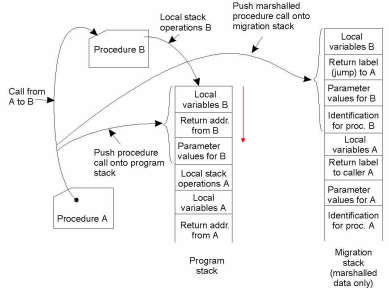 Procedure B
Local stack
operations B
Push marshalled
procedure call onto
migration stack
Call from
A to B
Push procedure
call onto program
stack
Procedure A
Local
variables B
Return addr.
from B
Parameter
values for B
Local stack
operations A
Local
variables A
Return addr.
from A
Program
stack
Local
variables B
Return label
(jump) to A
Parameter
values for B
Identification
for proc. B
Local
variables A
Return label
to caller A
Parameter
values for A
Identification
for proc. A
Migration
stack
(marshalled
data only)